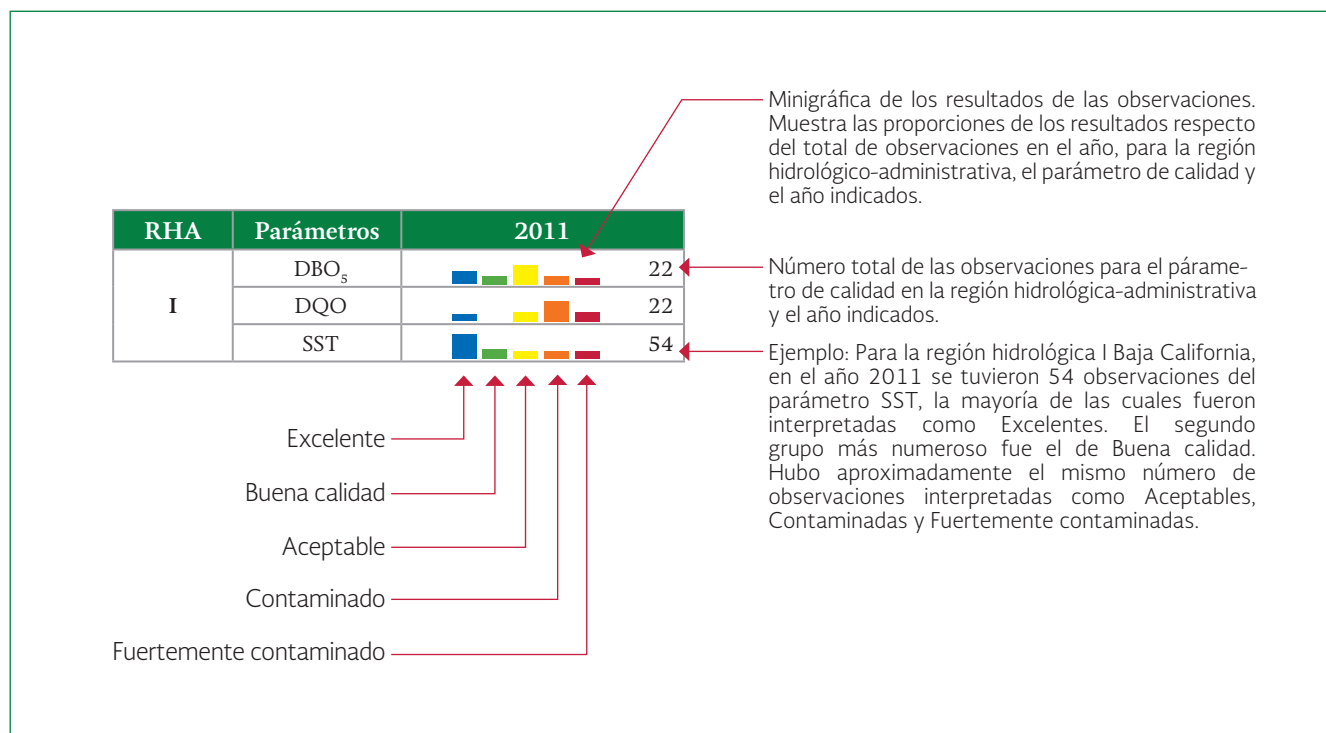 Minigráfica de los resultados de las observaciones.
Muestra las proporciones de los resultados respecto
del total de observaciones en el año, para la región
hidrológico-administrativa, el parámetro de calidad y
el año indicados.
RHA Parámetros 2011
I
DBO5 22
DQO 22
SST 54
Número total de las observaciones para el párame-
tro de calidad en la región hidrológica-administrativa
y el año indicados.
Ejemplo: Para la región hidrológica I Baja California,
en el año 2011 se tuvieron 54 observaciones del
parámetro SST, la mayoría de las cuales fueron
interpretadas como Excelentes. El segundo
grupo más numeroso fue el de Buena calidad.
Hubo aproximadamente el mismo número de
observaciones interpretadas como Aceptables,
Contaminadas y Fuertemente contaminadas.
Excelente
Buena calidad
Aceptable
Contaminado
Fuertemente contaminado